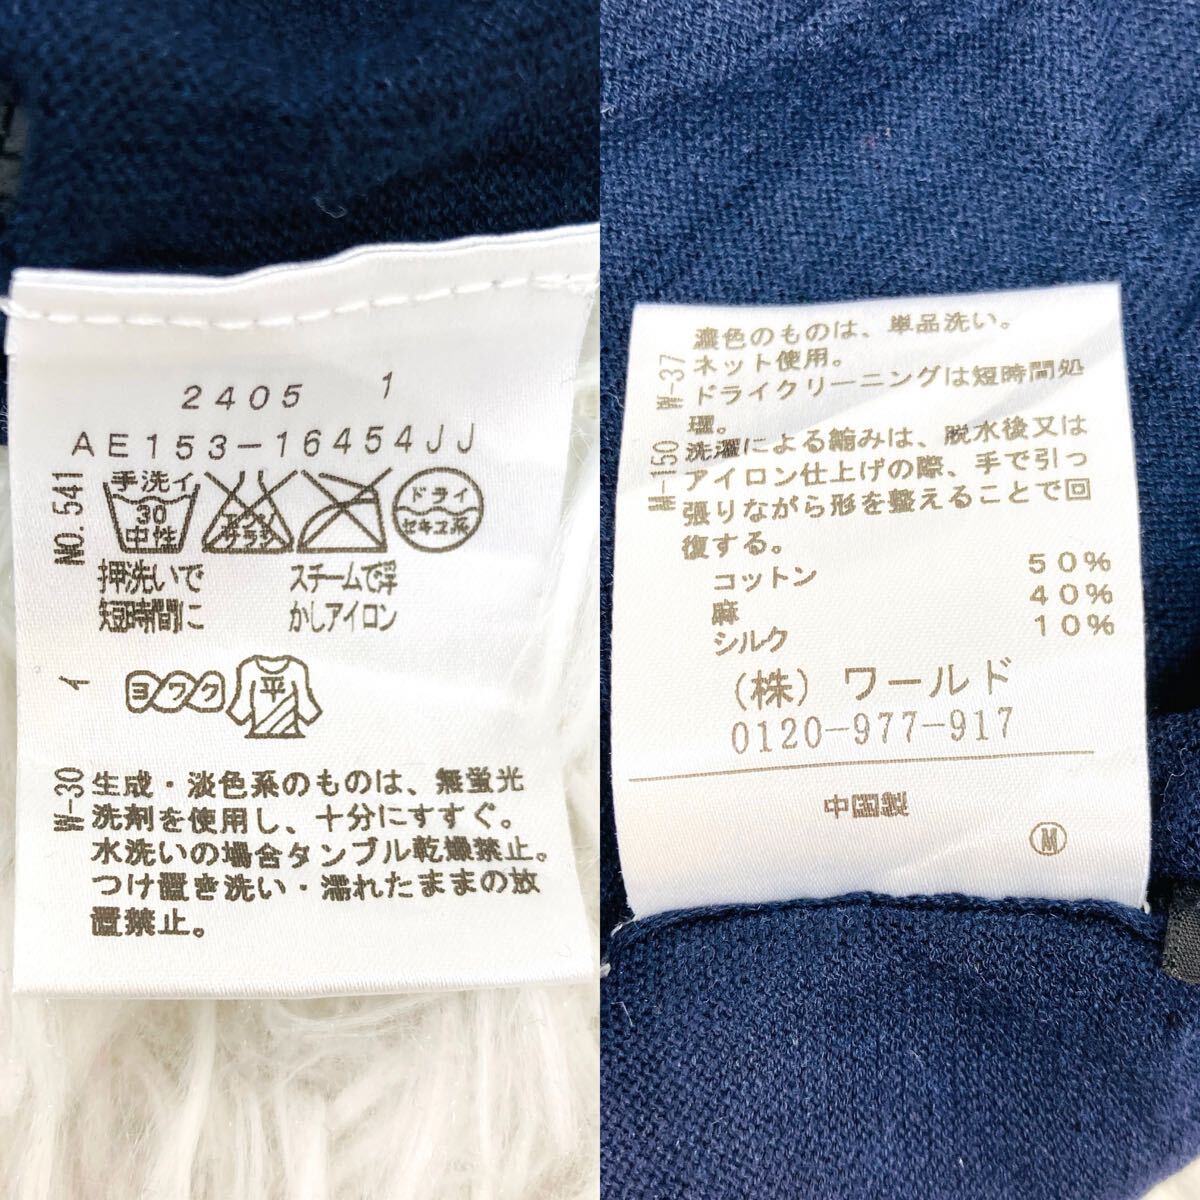 2405 1
AE153-16454JJ
NO.541
手洗イ
30
中性
エンソ
サラシ
ドライ
セキユ系
押洗いで
短時間に
スチームで浮
かしアイロン
1
ヨワク
平
W-30
生成・淡色系のものは、無蛍光
洗剤を使用し、十分にすすぐ。
水洗いの場合タンブル乾燥禁止。
つけ置き洗い・濡れたままの放
置禁止。
濃色のものは、単品洗い。
W-37
ネット使用。
ドライクリーニングは短時間処
理。
W-150
洗濯による縮みは、脱水後又は
アイロン仕上げの際、手で引っ
張りながら形を整えることで回
復する。
コットン 50%
麻 40%
シルク 10%
(株) ワールド
0120-977-917
中国製
M